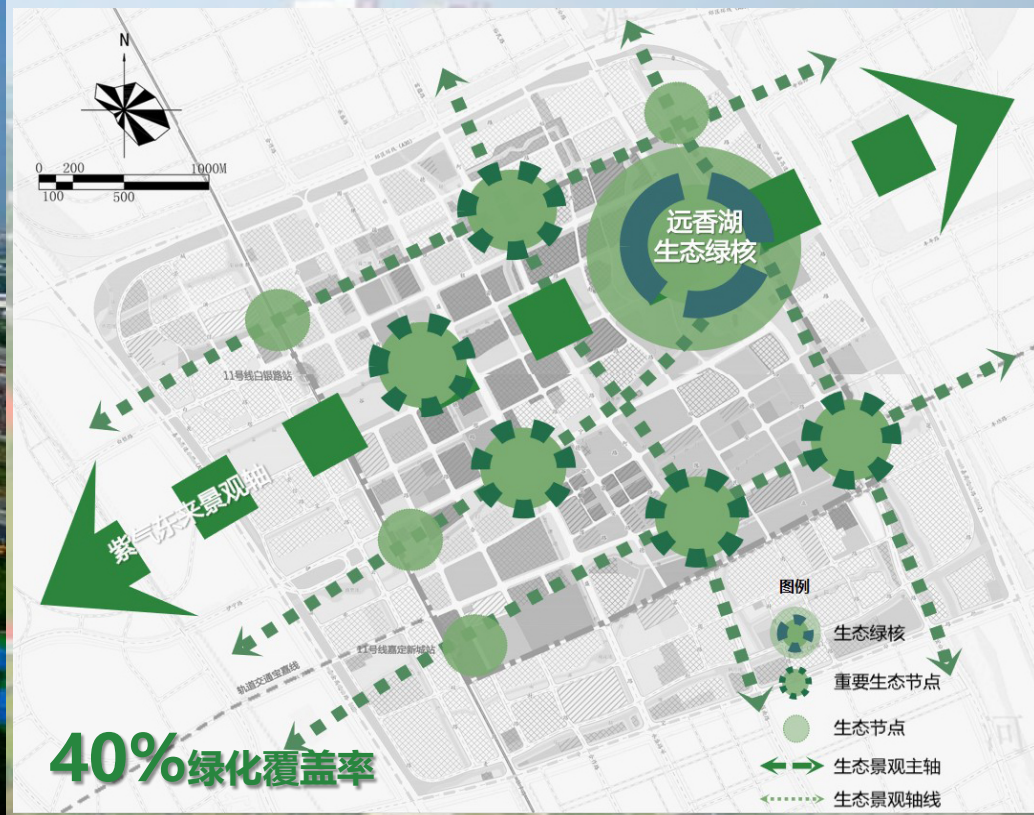 N
0 200 1000M
100 500
远香湖
生态绿核
11号线白银路站
紫气东来景观轴
11号线嘉定新城站
轨道交通宝嘉线
40%绿化覆盖率
图例
生态绿核
重要生态节点
生态节点
生态景观主轴
生态景观轴线
河